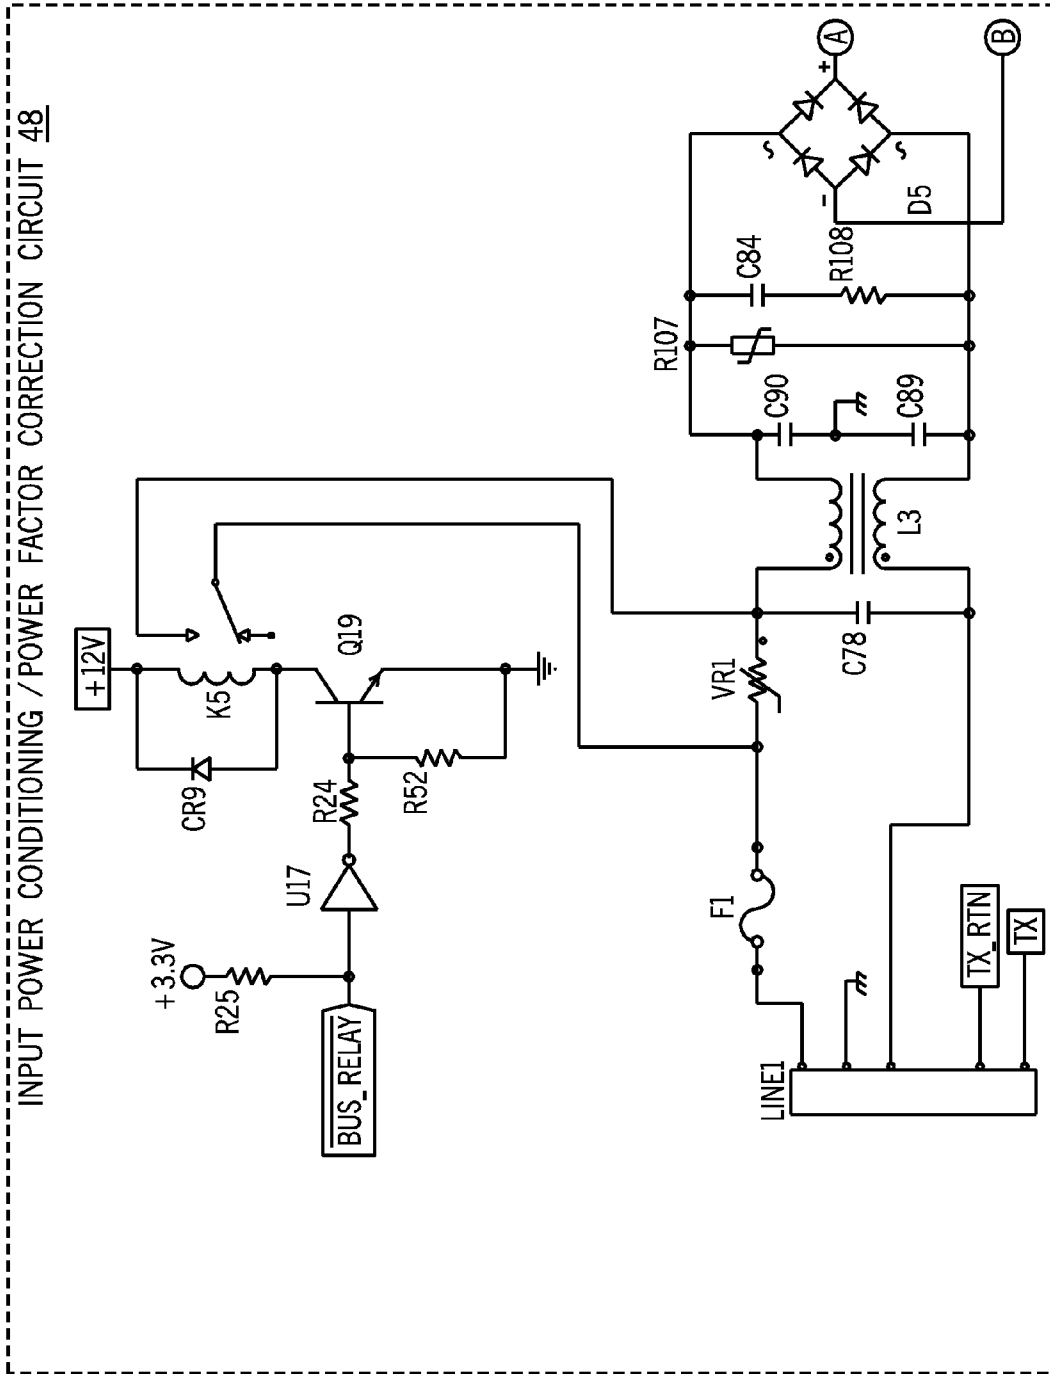 INPUT POWER CONDITIONING / POWER FACTOR CORRECTION CIRCUIT 48
+12V
K5
CR9
Q19
R24
R52
U17
+3.3V
R25
BUS_RELAY
LINE1
F1
VR1
C78
L3
C90
C89
R107
C84
R108
D5
+
-
A
B
TX_RTN
TX